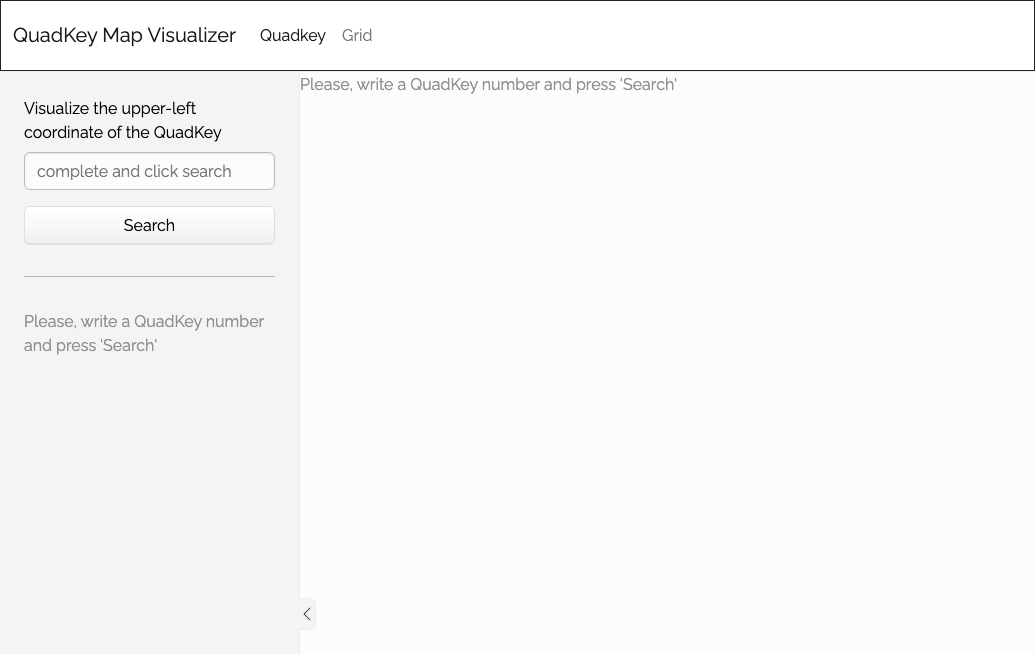 QuadKey Map Visualizer
Quadkey
Grid
Visualize the upper-left
coordinate of the QuadKey
complete and click search
Search
Please, write a QuadKey number
and press 'Search'
Please, write a QuadKey number and press 'Search'